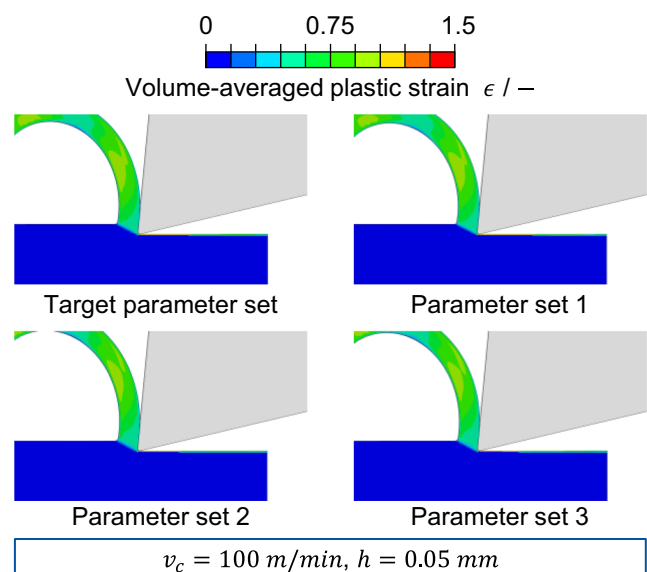 0 0.75 1.5
Volume-averaged plastic strain ϵ / −
Target parameter set
Parameter set 1
Parameter set 2
Parameter set 3
v_c = 100 m/min, h = 0.05 mm